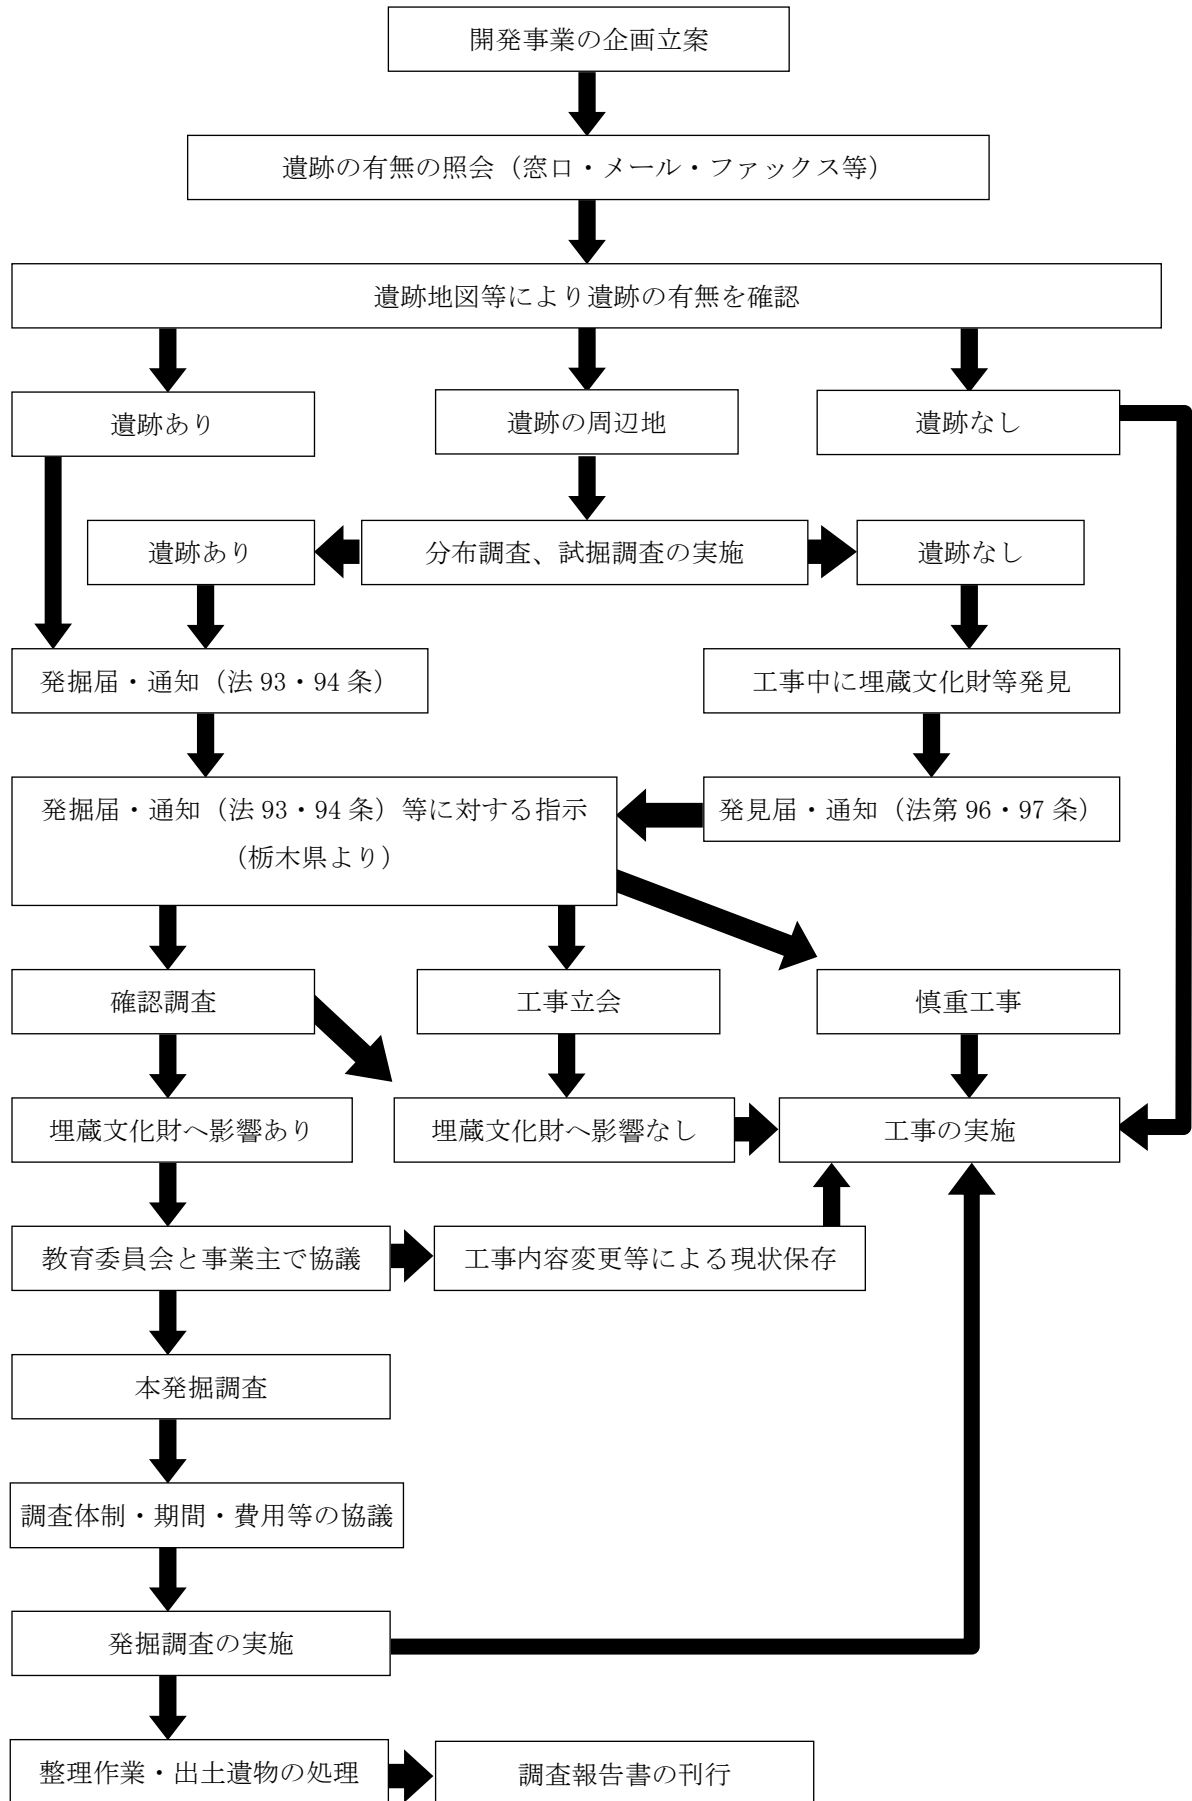 開発事業の企画立案
遺跡の有無の照会（窓口・メール・ファックス等）
遺跡地図等により遺跡の有無を確認
遺跡あり
遺跡の周辺地
遺跡なし
遺跡あり
分布調査、試掘調査の実施
遺跡なし
発掘届・通知（法 93・94 条）
工事中に埋蔵文化財等発見
発掘届・通知（法 93・94 条）等に対する指示
（栃木県より）
発見届・通知（法第 96・97 条）
確認調査
工事立会
慎重工事
埋蔵文化財へ影響あり
埋蔵文化財へ影響なし
工事の実施
教育委員会と事業主で協議
工事内容変更等による現状保存
本発掘調査
調査体制・期間・費用等の協議
発掘調査の実施
整理作業・出土遺物の処理
調査報告書の刊行